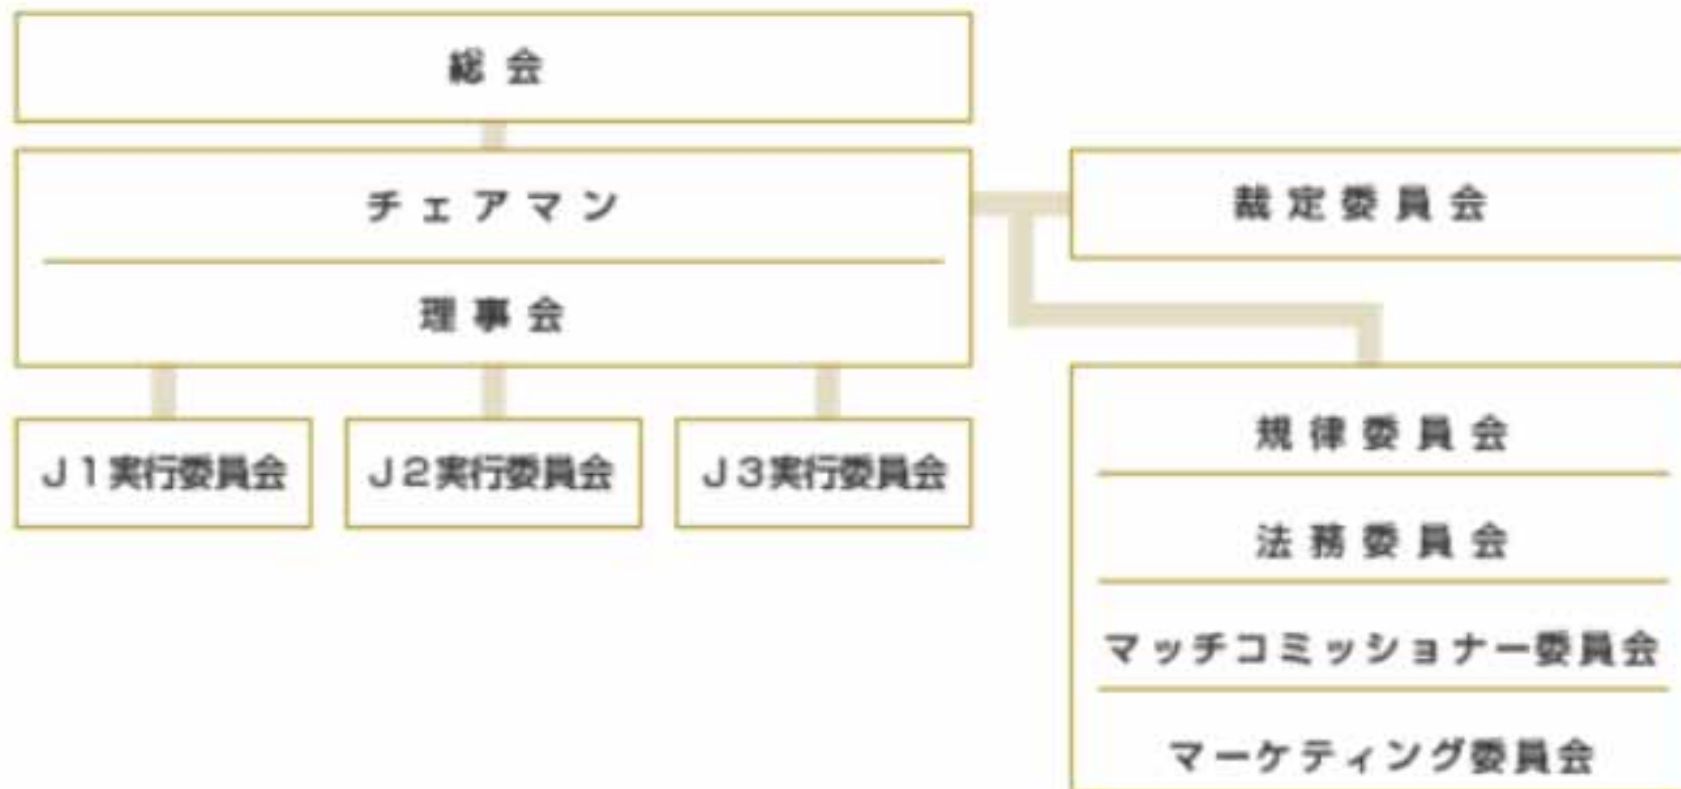 総会
チェアマン
裁定委員会
理事会
J1実行委員会
J2実行委員会
J3実行委員会
規律委員会
法務委員会
マッチコミッショナー委員会
マーケティング委員会